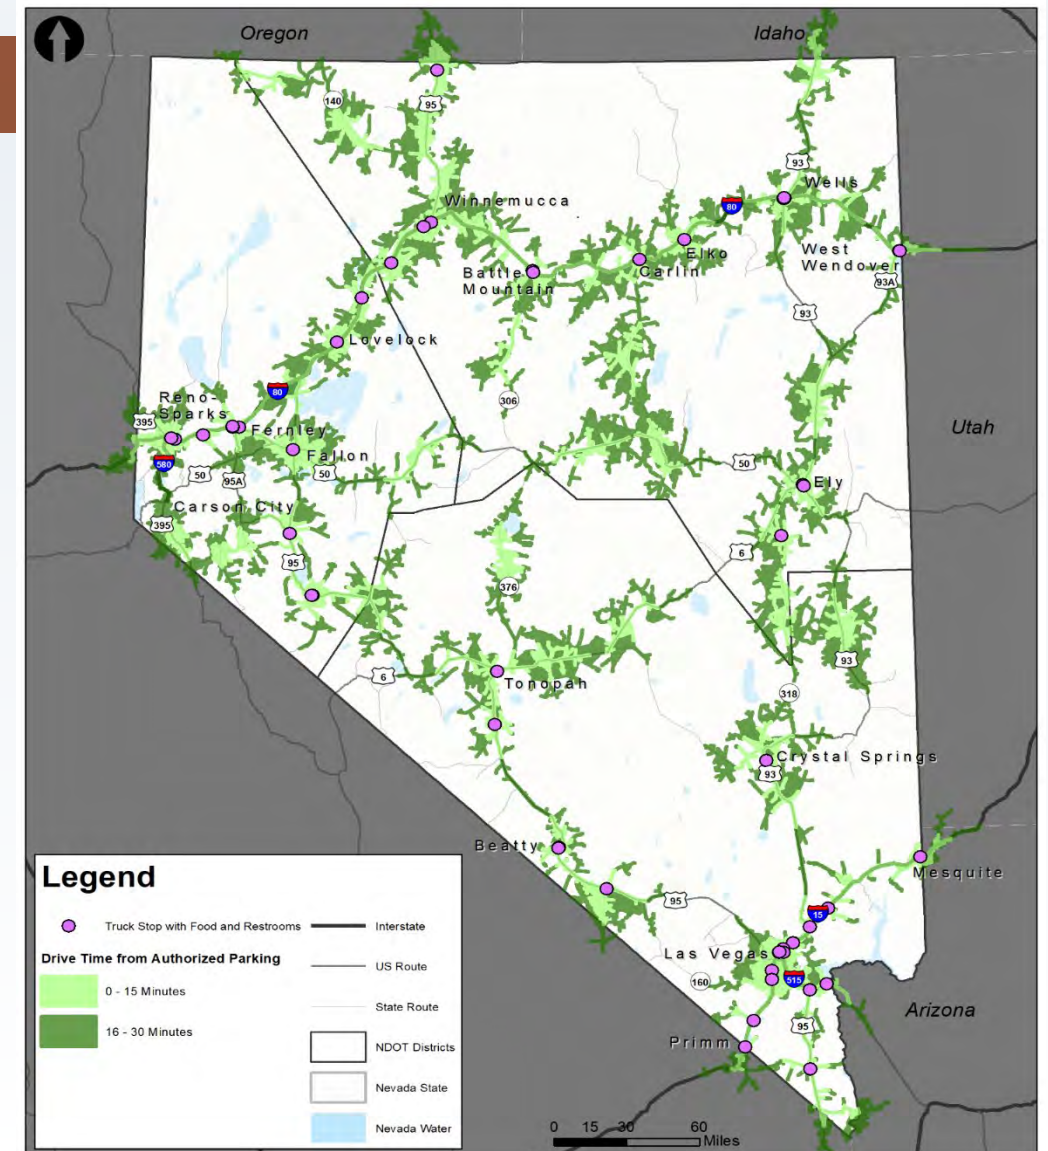 Oregon
Idaho
140
95
93
Wells
Winnemucca
80
Elko
West
Wendover
Carlin
Battle
Mountain
93A
93
Lovelock
80
306
Reno-
Sparks
395
Fernley
Utah
Fallon
580
50
50
50
95A
Ely
Carson City
395
6
95
376
93
6
Tonopah
318
Crystal Springs
93
Beatty
Mesquite
95
15
Las Vegas
160
515
Arizona
95
Primm
Legend
Truck Stop with Food and Restrooms
Interstate
Drive Time from Authorized Parking
US Route
0 - 15 Minutes
State Route
16 - 30 Minutes
NDOT Districts
Nevada State
Nevada Water
0 15 30 60
Miles